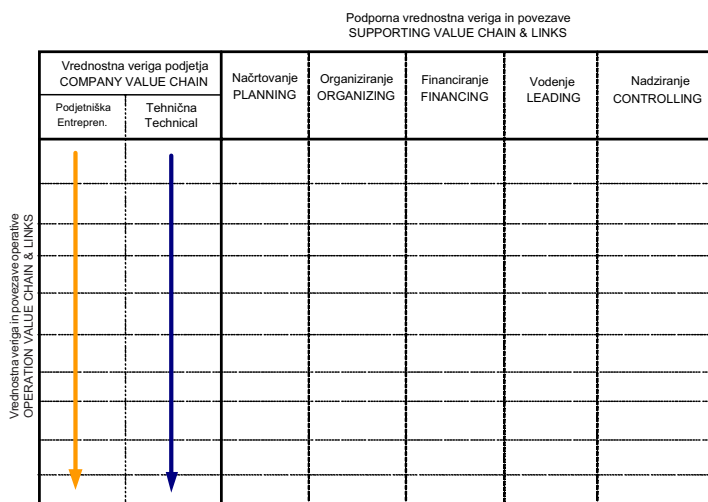 Podporna vrednostna veriga in povezave
SUPPORTING VALUE CHAIN & LINKS
Vrednostna veriga podjetja
COMPANY VALUE CHAIN
Podjetniška
Entrepren.
Tehnična
Technical
Načrtovanje
PLANNING
Organiziranje
ORGANIZING
Financiranje
FINANCING
Vodenje
LEADING
Nadziranje
CONTROLLING
Vrednostna veriga in povezave operative
OPERATION VALUE CHAIN & LINKS